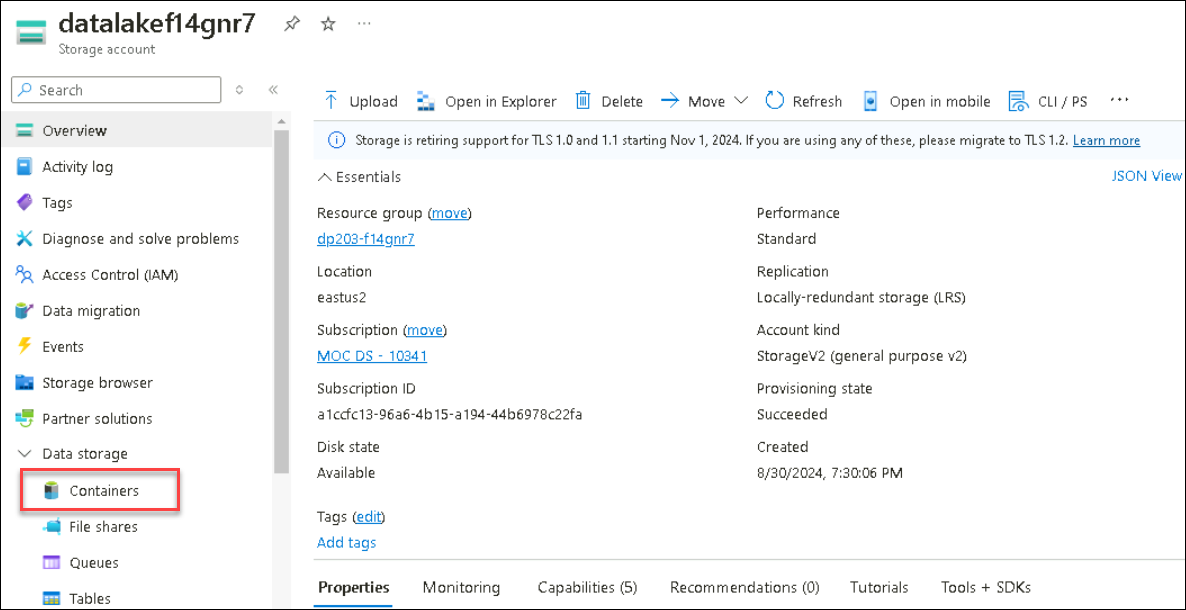 datalakef14gnr7
Storage account
Search
Overview
Activity log
Tags
Diagnose and solve problems
Access Control (IAM)
Data migration
Events
Storage browser
Partner solutions
Data storage
Containers
File shares
Queues
Tables
Upload Open in Explorer Delete Move Refresh Open in mobile CLI / PS
Storage is retiring support for TLS 1.0 and 1.1 starting Nov 1, 2024. If you are using any of these, please migrate to TLS 1.2. Learn more
Essentials JSON View
Resource group (move)
dp203-f14gnr7
Location
eastus2
Subscription (move)
MOC DS - 10341
Subscription ID
a1ccfc13-96a6-4b15-a194-44b6978c22fa
Disk state
Available
Performance
Standard
Replication
Locally-redundant storage (LRS)
Account kind
StorageV2 (general purpose v2)
Provisioning state
Succeeded
Created
8/30/2024, 7:30:06 PM
Tags (edit)
Add tags
Properties Monitoring Capabilities (5) Recommendations (0) Tutorials Tools + SDKs